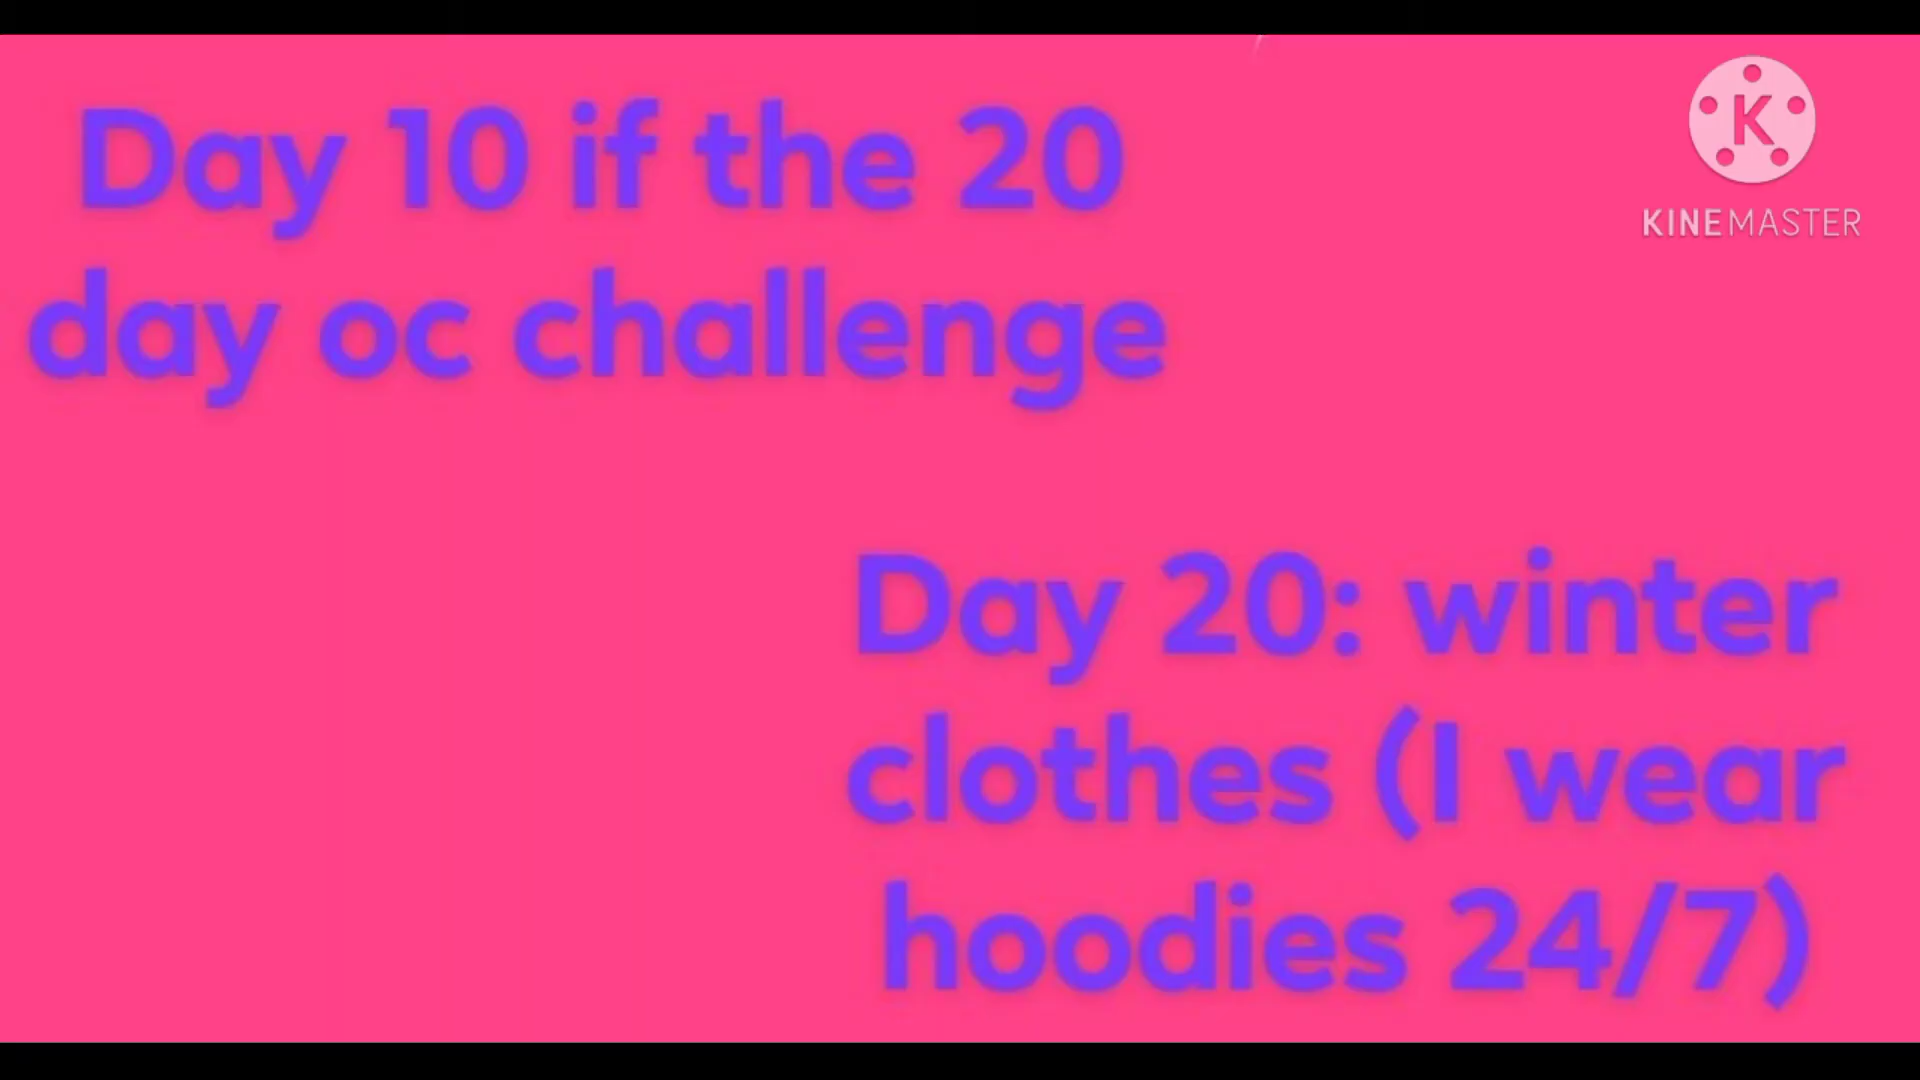 Day 10 if the 20
day oc challenge
K
KINEMASTER
Day 20: winter
clothes (I wear
hoodies 24/7)